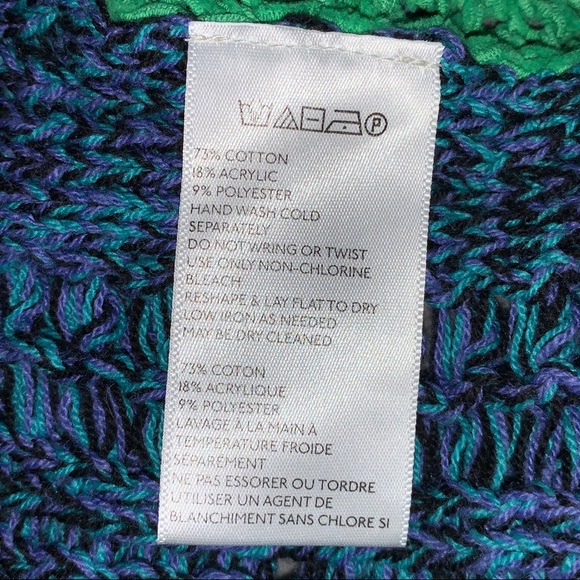 P
73% COTTON
18% ACRYLIC
9% POLYESTER
HAND WASH COLD
SEPARATELY
DO NOT WRING OR TWIST
USE ONLY NON-CHLORINE
BLEACH
RESHAPE & LAY FLAT TO DRY
LOW IRON AS NEEDED
MAY BE DRY CLEANED
73% COTON
18% ACRYLIQUE
9% POLYESTER
LAVAGE À LA MAIN À
TEMPÉRATURE FROIDE
SÉPARÉMENT
NE PAS ESSORER OU TORDRE
UTILISER UN AGENT DE
BLANCHIMENT SANS CHLORE SI